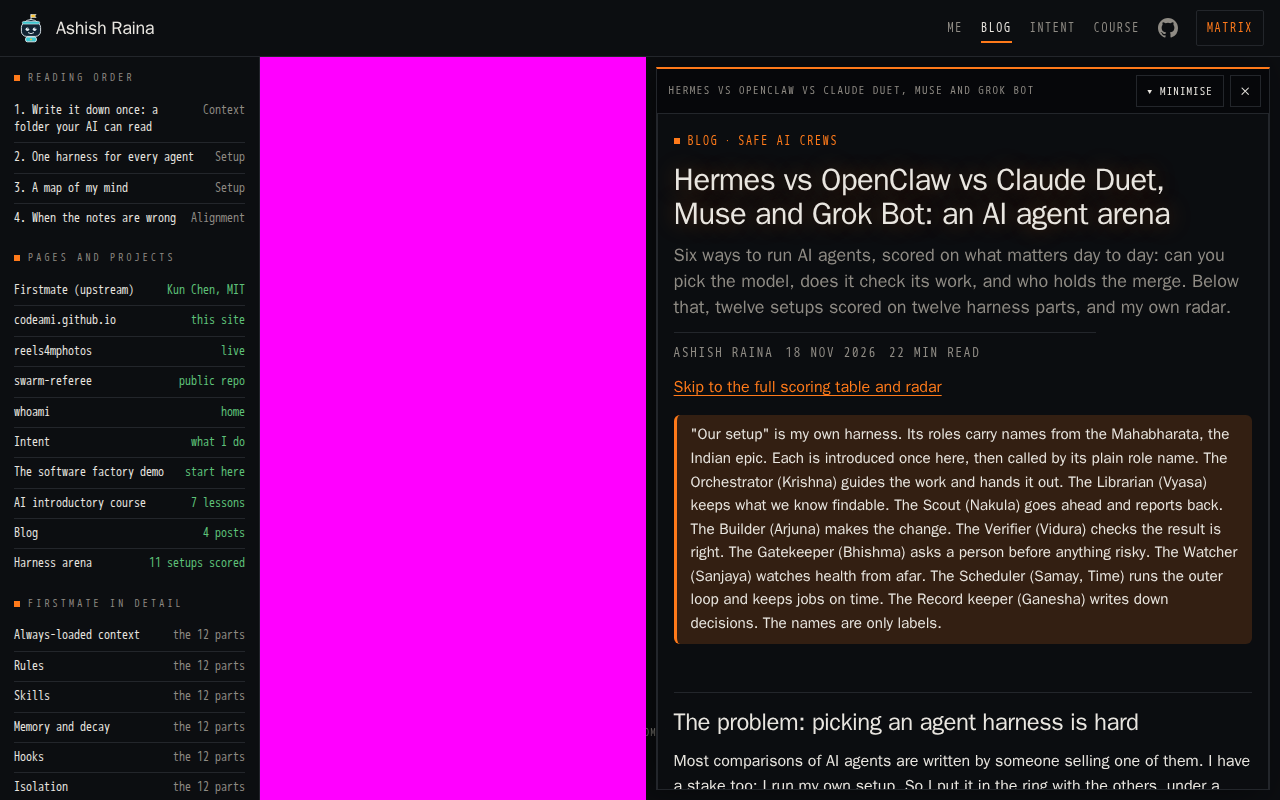 Ashish Raina
ME BLOG INTENT COURSE MATRIX
READING ORDER
1. Write it down once: a folder your AI can read Context
2. One harness for every agent Setup
3. A map of my mind Setup
4. When the notes are wrong Alignment
PAGES AND PROJECTS
Firstmate (upstream) Kun Chen, MIT
codeami.github.io this site
reels4mphotos live
swarm-referee public repo
whoami home
Intent what I do
The software factory demo start here
AI introductory course 7 lessons
Blog 4 posts
Harness arena 11 setups scored
FIRSTMATE IN DETAIL
Always-loaded context the 12 parts
Rules the 12 parts
Skills the 12 parts
Memory and decay the 12 parts
Hooks the 12 parts
Isolation the 12 parts
HERMES VS OPENCLAW VS CLAUDE DUET, MUSE AND GROK BOT
▾ MINIMISE ✕
BLOG · SAFE AI CREWS
Hermes vs OpenClaw vs Claude Duet,
Muse and Grok Bot: an AI agent arena
Six ways to run AI agents, scored on what matters day to day: can you
pick the model, does it check its work, and who holds the merge. Below
that, twelve setups scored on twelve harness parts, and my own radar.
ASHISH RAINA 18 NOV 2026 22 MIN READ
Skip to the full scoring table and radar
"Our setup" is my own harness. Its roles carry names from the Mahabharata, the
Indian epic. Each is introduced once here, then called by its plain role name. The
Orchestrator (Krishna) guides the work and hands it out. The Librarian (Vyasa)
keeps what we know findable. The Scout (Nakula) goes ahead and reports back.
The Builder (Arjuna) makes the change. The Verifier (Vidura) checks the result is
right. The Gatekeeper (Bhishma) asks a person before anything risky. The Watcher
(Sanjaya) watches health from afar. The Scheduler (Samay, Time) runs the outer
loop and keeps jobs on time. The Record keeper (Ganesha) writes down
decisions. The names are only labels.
The problem: picking an agent harness is hard
Most comparisons of AI agents are written by someone selling one of them. I have
a stake too: I run my own setup. So I put it in the ring with the others, under a